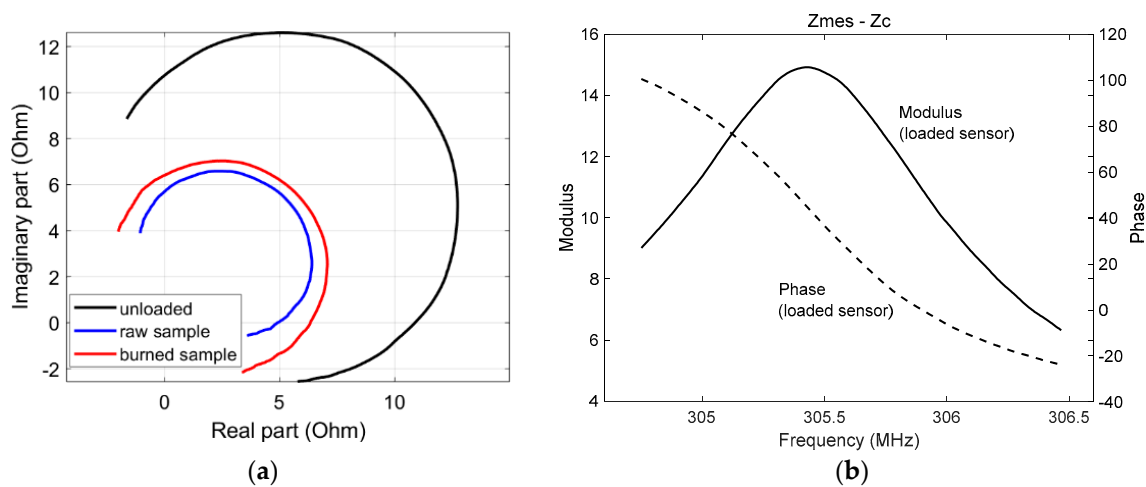 12
10
8
6
4
2
0
-2
Imaginary part (Ohm)
unloaded
raw sample
burned sample
0 5 10
Real part (Ohm)
(a)
Zmes - Zc
16
14
12
10
8
6
4
Modulus
Modulus
(loaded sensor)
Phase
(loaded sensor)
120
100
80
60
40
20
0
-20
-40
Phase
305 305.5 306 306.5
Frequency (MHz)
(b)